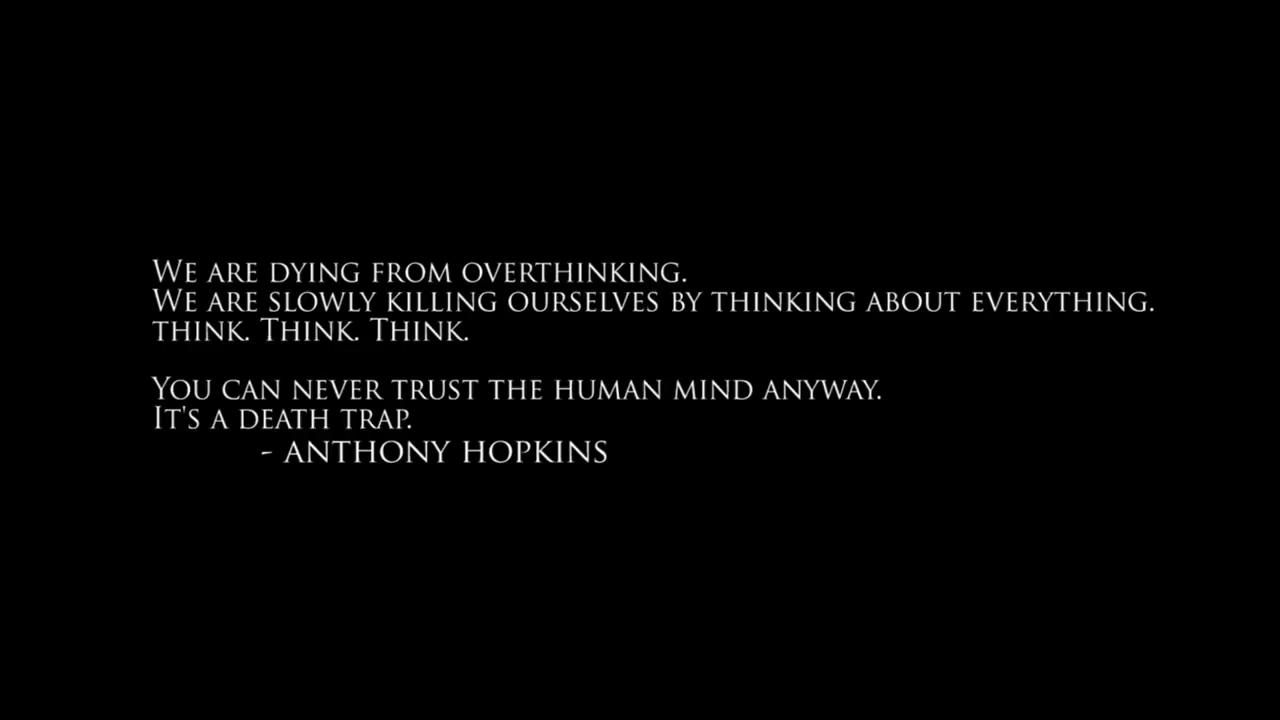 We are dying from overthinking.
We are slowly killing ourselves by thinking about everything.
think. Think. Think.
You can never trust the human mind anyway.
It's a death trap.
- Anthony Hopkins